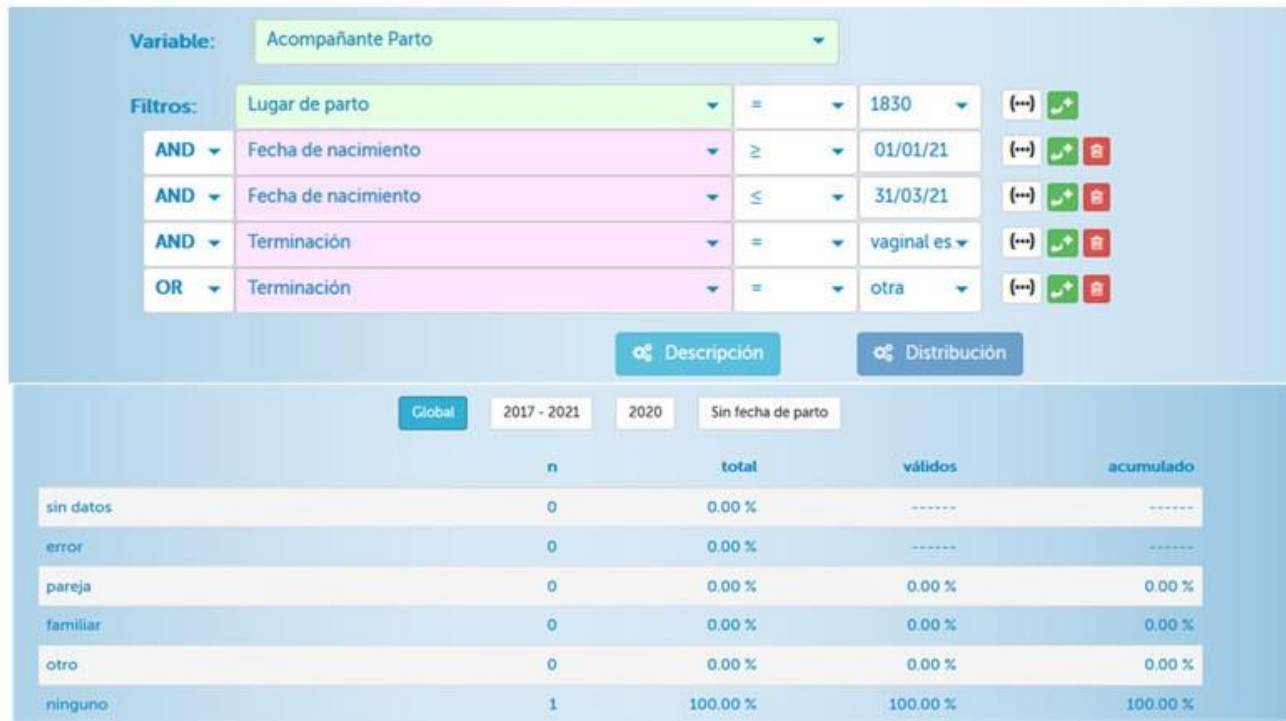 Variable: Acompañante Parto
Filtros: Lugar de parto = 1830 (···)
AND Fecha de nacimiento ≥ 01/01/21 (···)
AND Fecha de nacimiento ≤ 31/03/21 (···)
AND Terminación = vaginal es (···)
OR Terminación = otra (···)
Descripción Distribución
Global 2017 - 2021 2020 Sin fecha de parto
n total válidos acumulado
sin datos 0 0.00 % ------ ------
error 0 0.00 % ------ ------
pareja 0 0.00 % 0.00 % 0.00 %
familiar 0 0.00 % 0.00 % 0.00 %
otro 0 0.00 % 0.00 % 0.00 %
ninguno 1 100.00 % 100.00 % 100.00 %